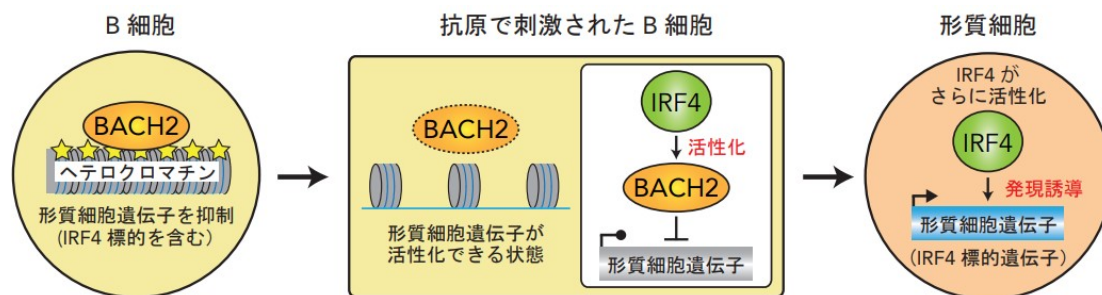 B 細胞
BACH2
ヘテロクロマチン
形質細胞遺伝子を抑制
(IRF4 標的を含む)
抗原で刺激された B 細胞
BACH2
形質細胞遺伝子が
活性化できる状態
IRF4
活性化
BACH2
形質細胞遺伝子
形質細胞
IRF4 が
さらに活性化
IRF4
発現誘導
形質細胞遺伝子
(IRF4 標的遺伝子)